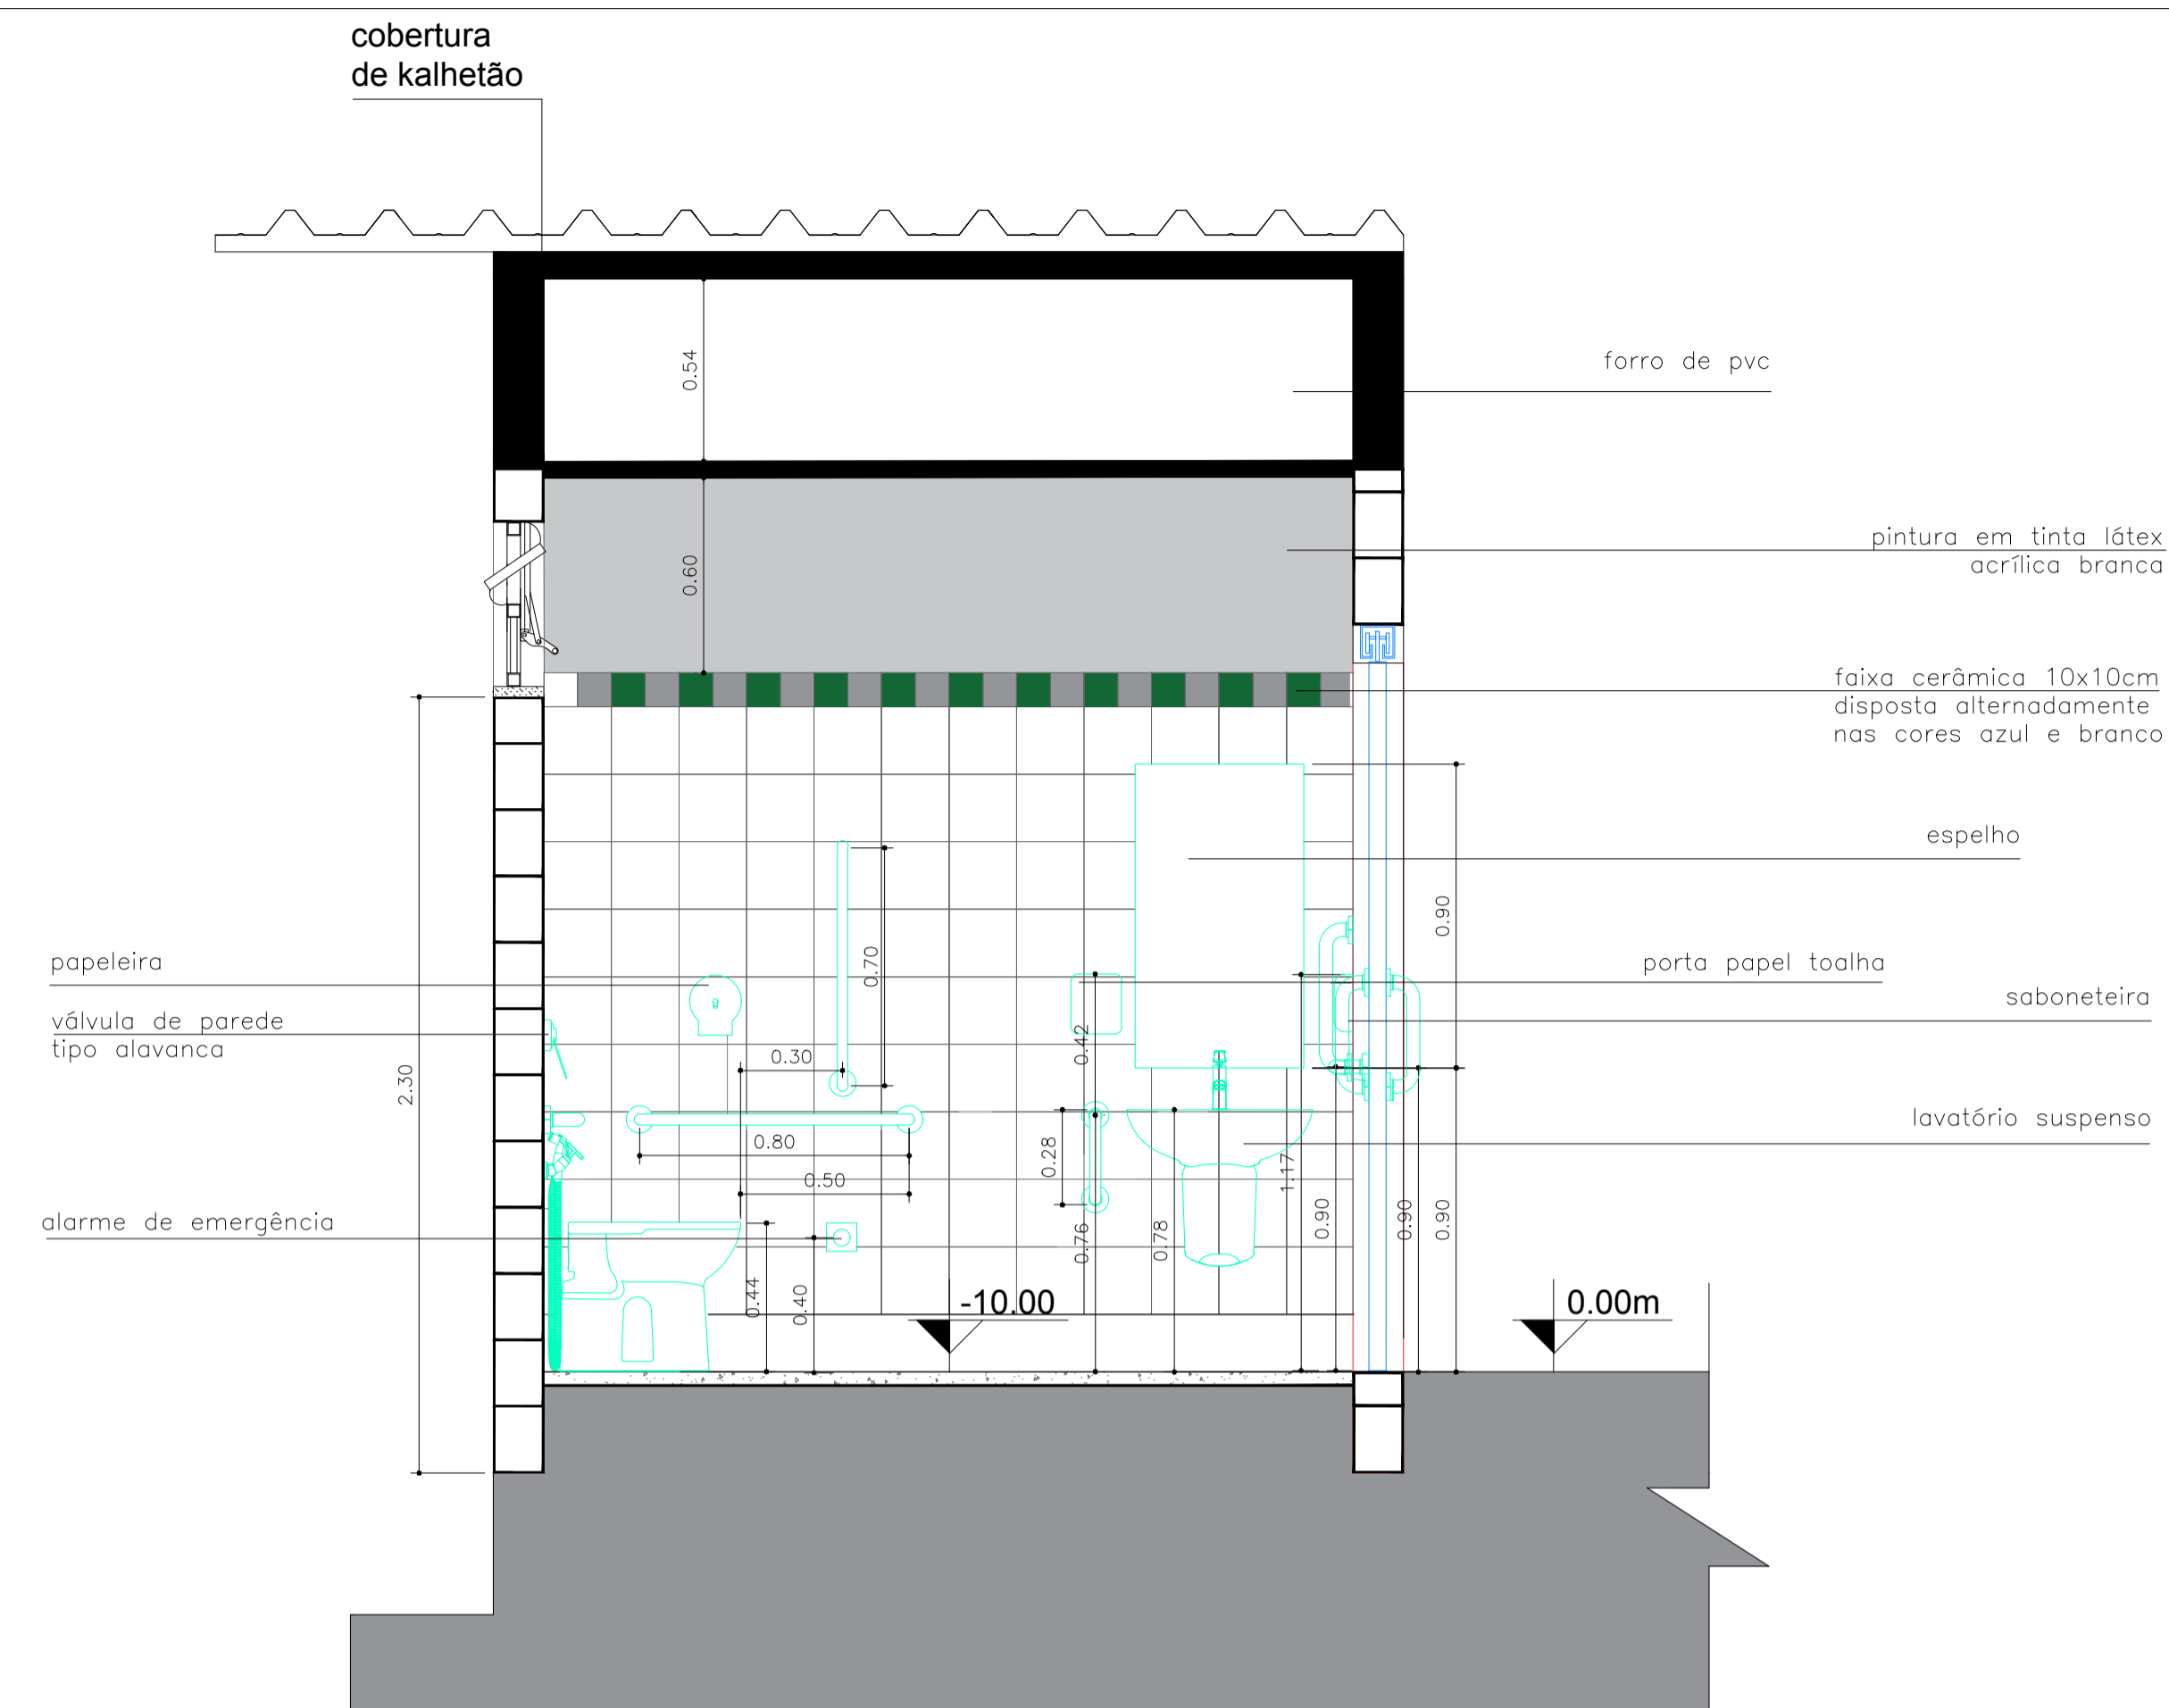 cobertura
de kalhetão
0.54
forro de pvc
0.60
pintura em tinta látex
acrílica branca
faixa cerâmica 10x10cm
disposta alternadamente
nas cores azul e branco
espelho
0.90
0.70
papeleira
porta papel toalha
saboneteira
válvula de parede
tipo alavanca
0.42
0.30
2.30
lavatório suspenso
0.80
0.28
1.17
0.50
alarme de emergência
0.76
0.78
0.90
0.90
0.90
0.44
0.40
-10.00
0.00m